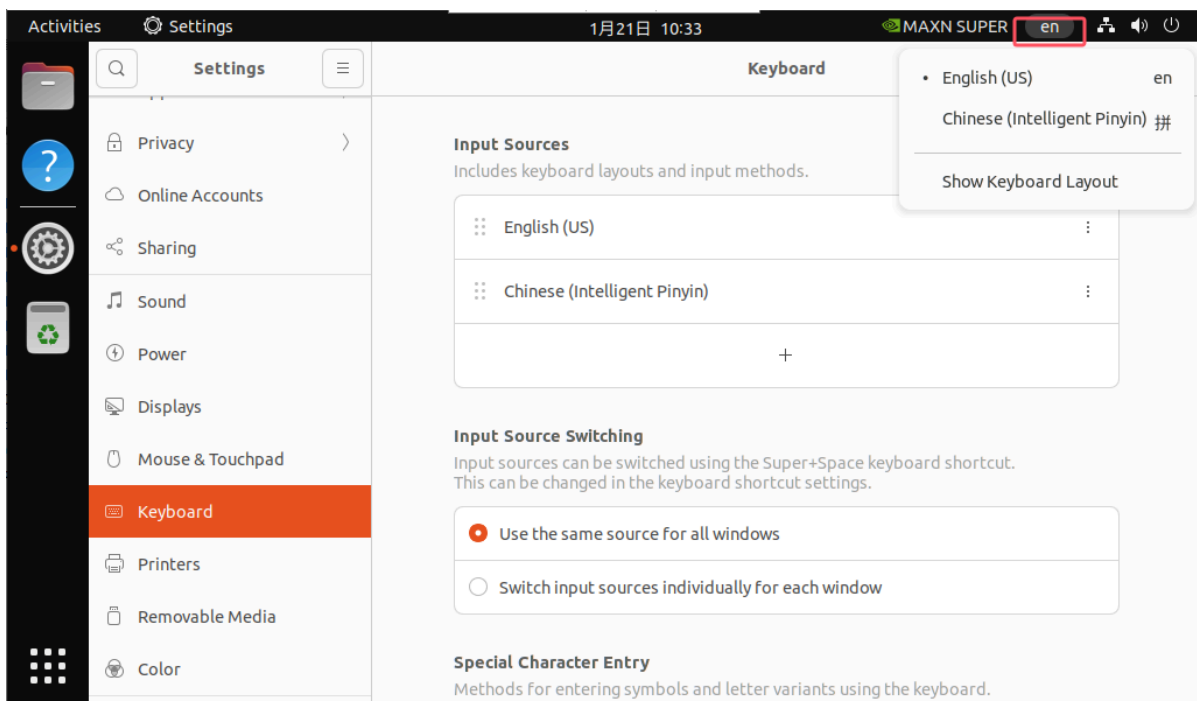 Activities
Settings
1月21日 10:33
MAXN SUPER
en
Settings
Keyboard
English (US) en
Chinese (Intelligent Pinyin) 拼
Show Keyboard Layout
Privacy
Online Accounts
Sharing
Sound
Power
Displays
Mouse & Touchpad
Keyboard
Printers
Removable Media
Color
Input Sources
Includes keyboard layouts and input methods.
English (US)
Chinese (Intelligent Pinyin)
Input Source Switching
Input sources can be switched using the Super+Space keyboard shortcut.
This can be changed in the keyboard shortcut settings.
Use the same source for all windows
Switch input sources individually for each window
Special Character Entry
Methods for entering symbols and letter variants using the keyboard.